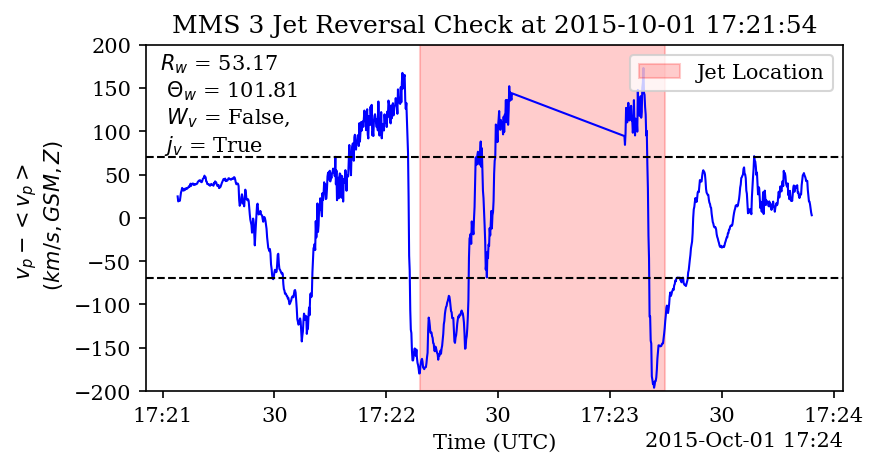 MMS 3 Jet Reversal Check at 2015-10-01 17:21:54
200
150
100
50
0
−50
−100
−150
−200
v_p − < v_p >
(km/s, GSM, Z)
R_w = 53.17
Θ_w = 101.81
W_v = False,
j_v = True
Jet Location
17:21 30 17:22 30 17:23 30 17:24
Time (UTC)
2015-Oct-01 17:24